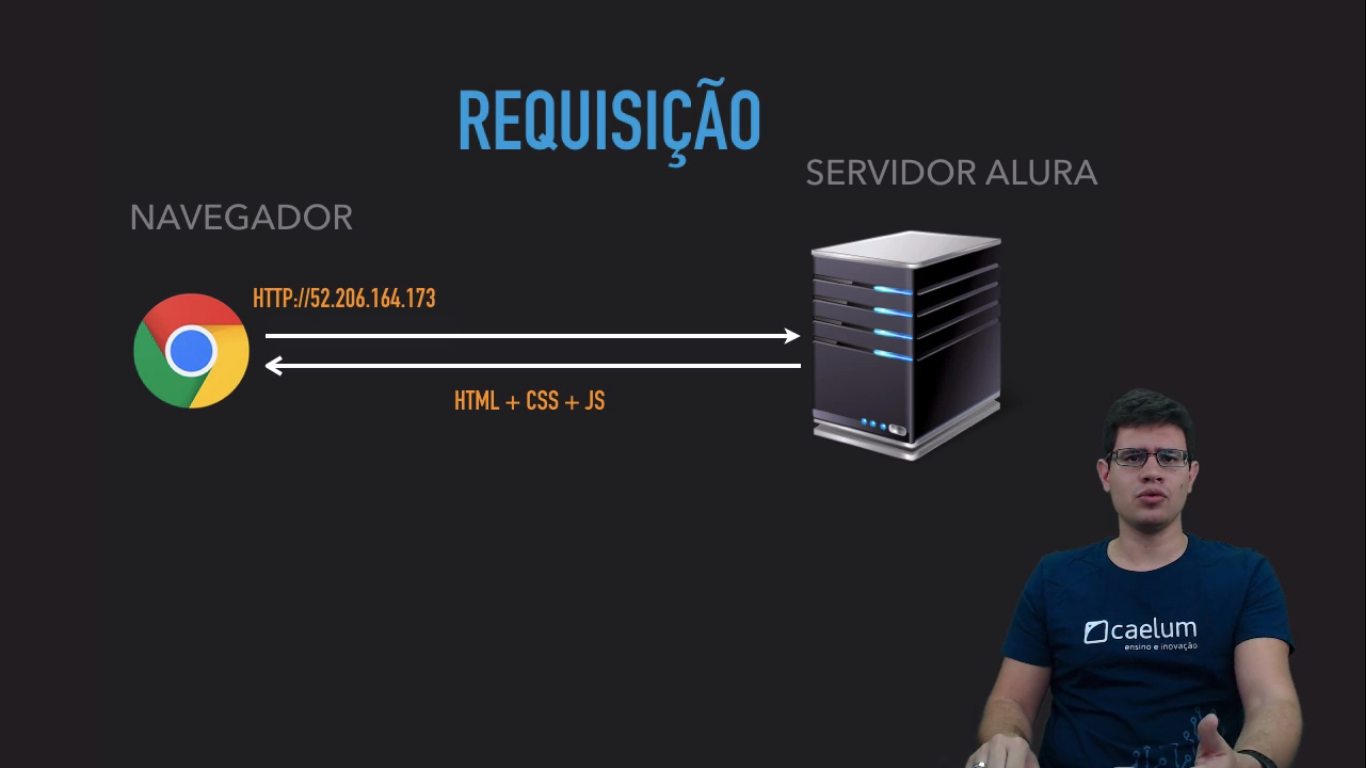 REQUISIÇÃO
SERVIDOR ALURA
NAVEGADOR
HTTP://52.206.164.173
HTML + CSS + JS
caelum
ensino e inovação